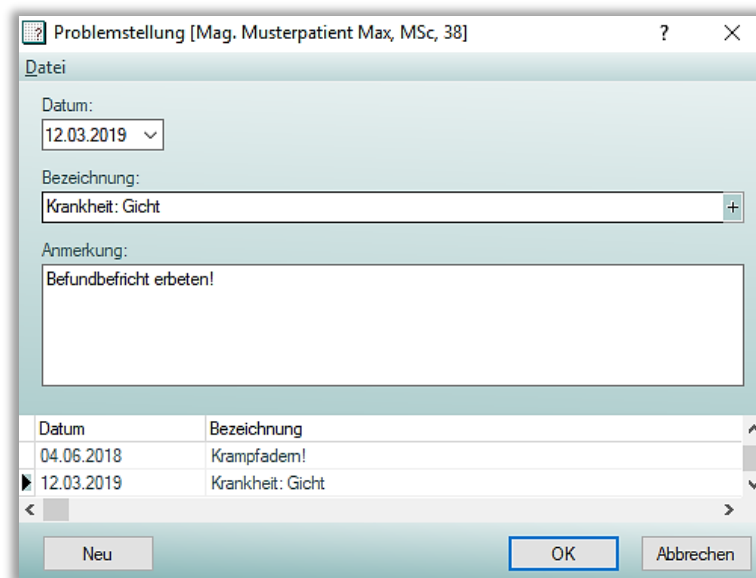 Problemstellung [Mag. Musterpatient Max, MSc, 38]
Datei
Datum:
12.03.2019
Bezeichnung:
Krankheit: Gicht
Anmerkung:
Befundbefricht erbeten!
Datum Bezeichnung
04.06.2018 Krampfadern!
12.03.2019 Krankheit: Gicht
Neu OK Abbrechen